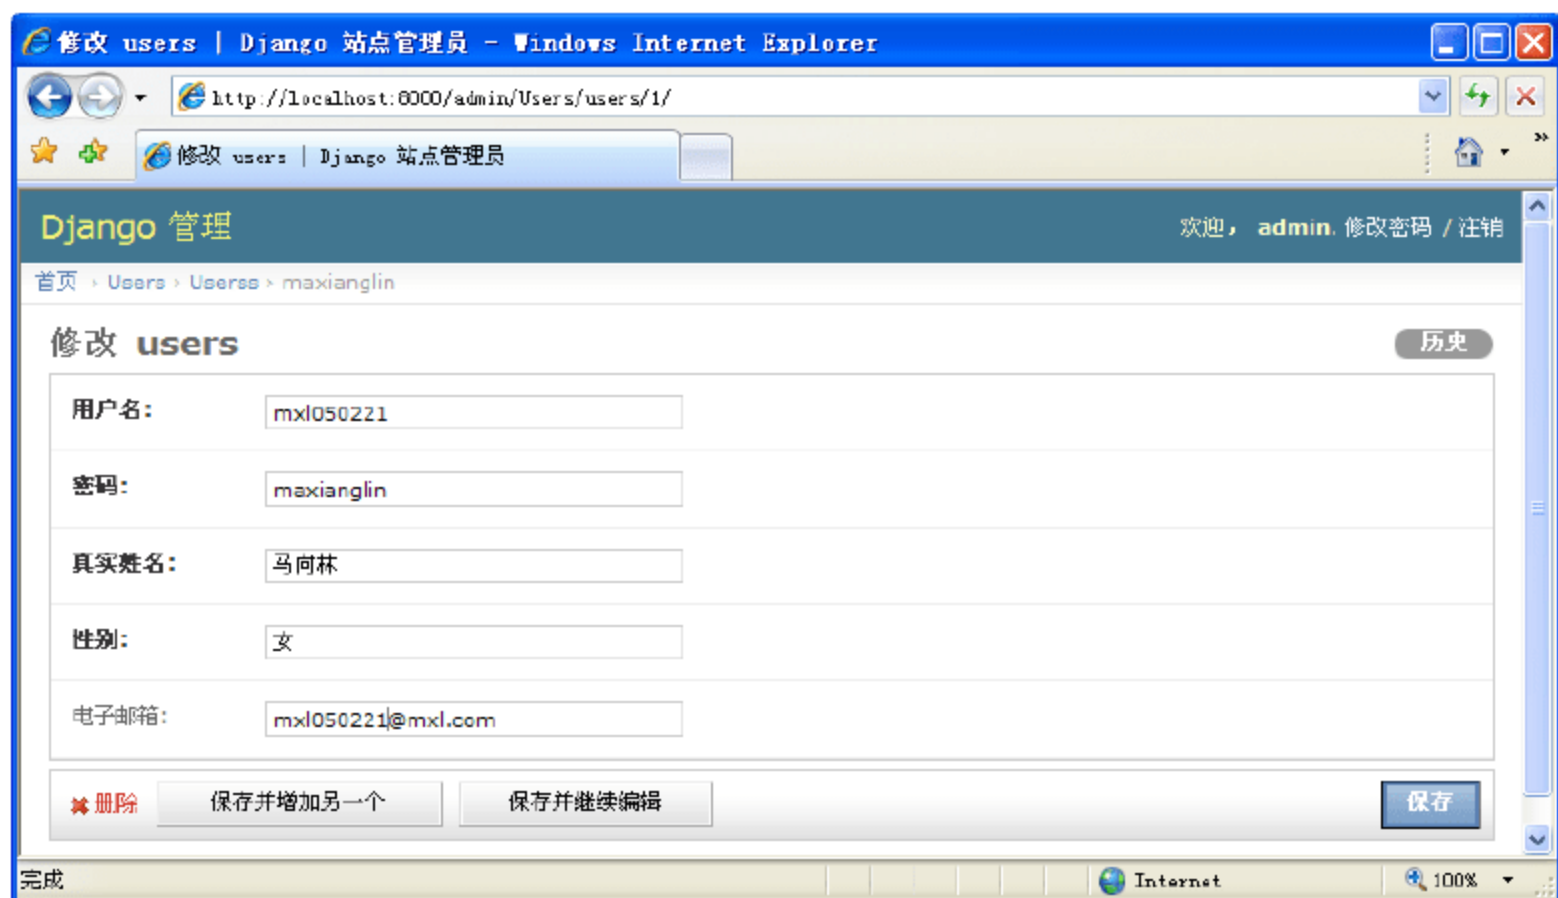 修改 users | Django 站点管理员 - Windows Internet Explorer
http://localhost:8000/admin/Users/users/1/
修改 users | Django 站点管理员
Django 管理
欢迎， admin. 修改密码 / 注销
首页 › Users › Userss › maxianglin
修改 users
历史
用户名: mxl050221
密码: maxianglin
真实姓名: 马向林
性别: 女
电子邮箱: mxl050221@mxl.com
删除 保存并增加另一个 保存并继续编辑 保存
完成 Internet 100%